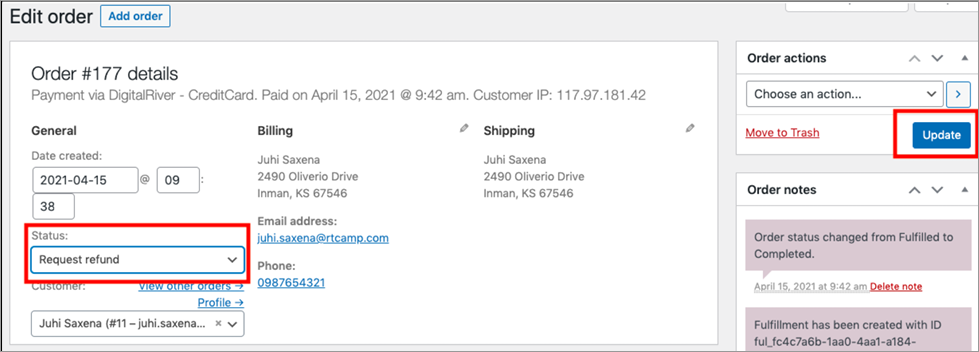 Edit order
Add order
Order #177 details
Payment via DigitalRiver - CreditCard. Paid on April 15, 2021 @ 9:42 am. Customer IP: 117.97.181.42
General
Date created:
2021-04-15 @ 09 :
38
Status:
Request refund
Customer: View other orders →
Profile →
Juhi Saxena (#11 – juhi.saxena... ×
Billing
Juhi Saxena
2490 Oliverio Drive
Inman, KS 67546
Email address:
juhi.saxena@rtcamp.com
Phone:
0987654321
Shipping
Juhi Saxena
2490 Oliverio Drive
Inman, KS 67546
Order actions
Choose an action...
Move to Trash
Update
Order notes
Order status changed from Fulfilled to
Completed.
April 15, 2021 at 9:42 am Delete note
Fulfillment has been created with ID
ful_fc4c7a6b-1aa0-4aa1-a184-